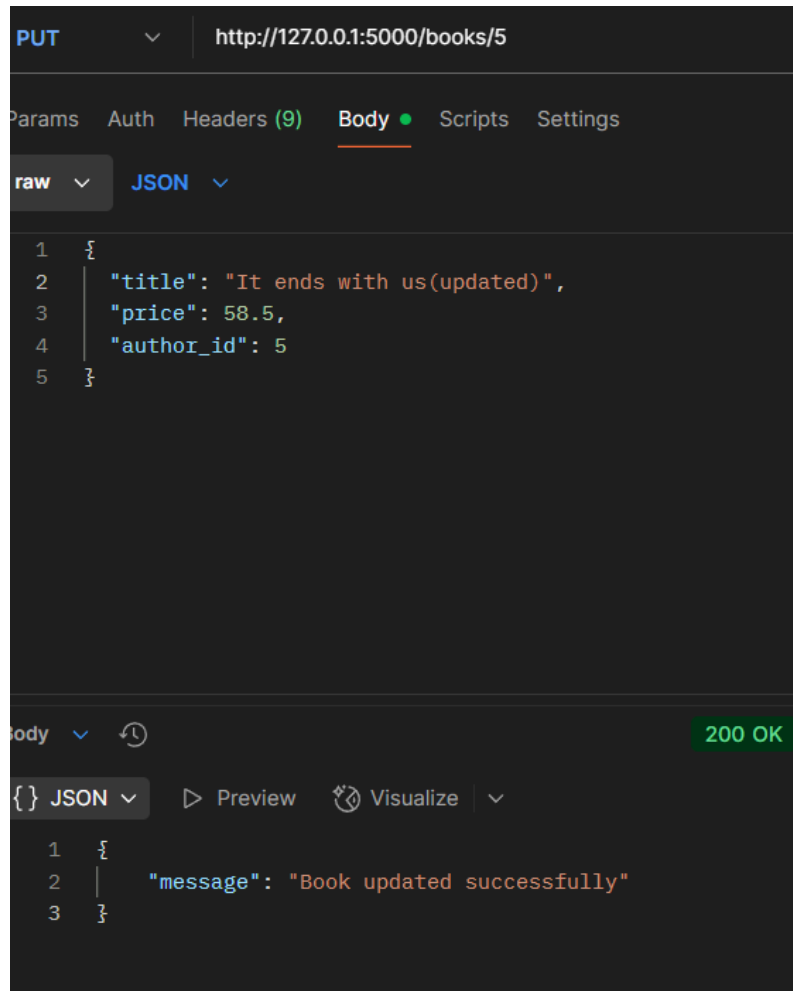 PUT http://127.0.0.1:5000/books/5
Params Auth Headers (9) Body Scripts Settings
raw JSON
1 {
2 "title": "It ends with us(updated)",
3 "price": 58.5,
4 "author_id": 5
5 }
Body 200 OK
{} JSON Preview Visualize
1 {
2 "message": "Book updated successfully"
3 }